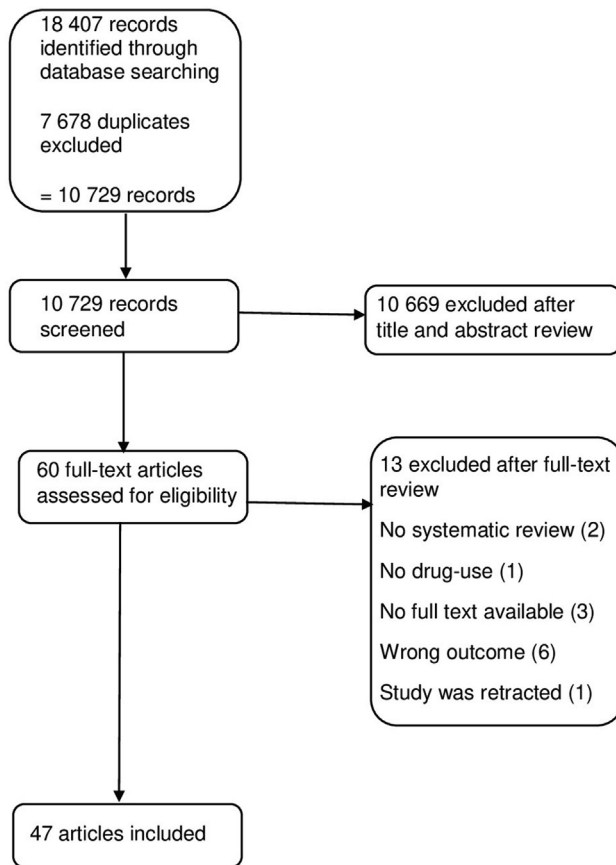 18 407 records
identified through
database searching
7 678 duplicates
excluded
= 10 729 records
10 729 records
screened
10 669 excluded after
title and abstract review
60 full-text articles
assessed for eligibility
13 excluded after full-text
review
No systematic review (2)
No drug-use (1)
No full text available (3)
Wrong outcome (6)
Study was retracted (1)
47 articles included